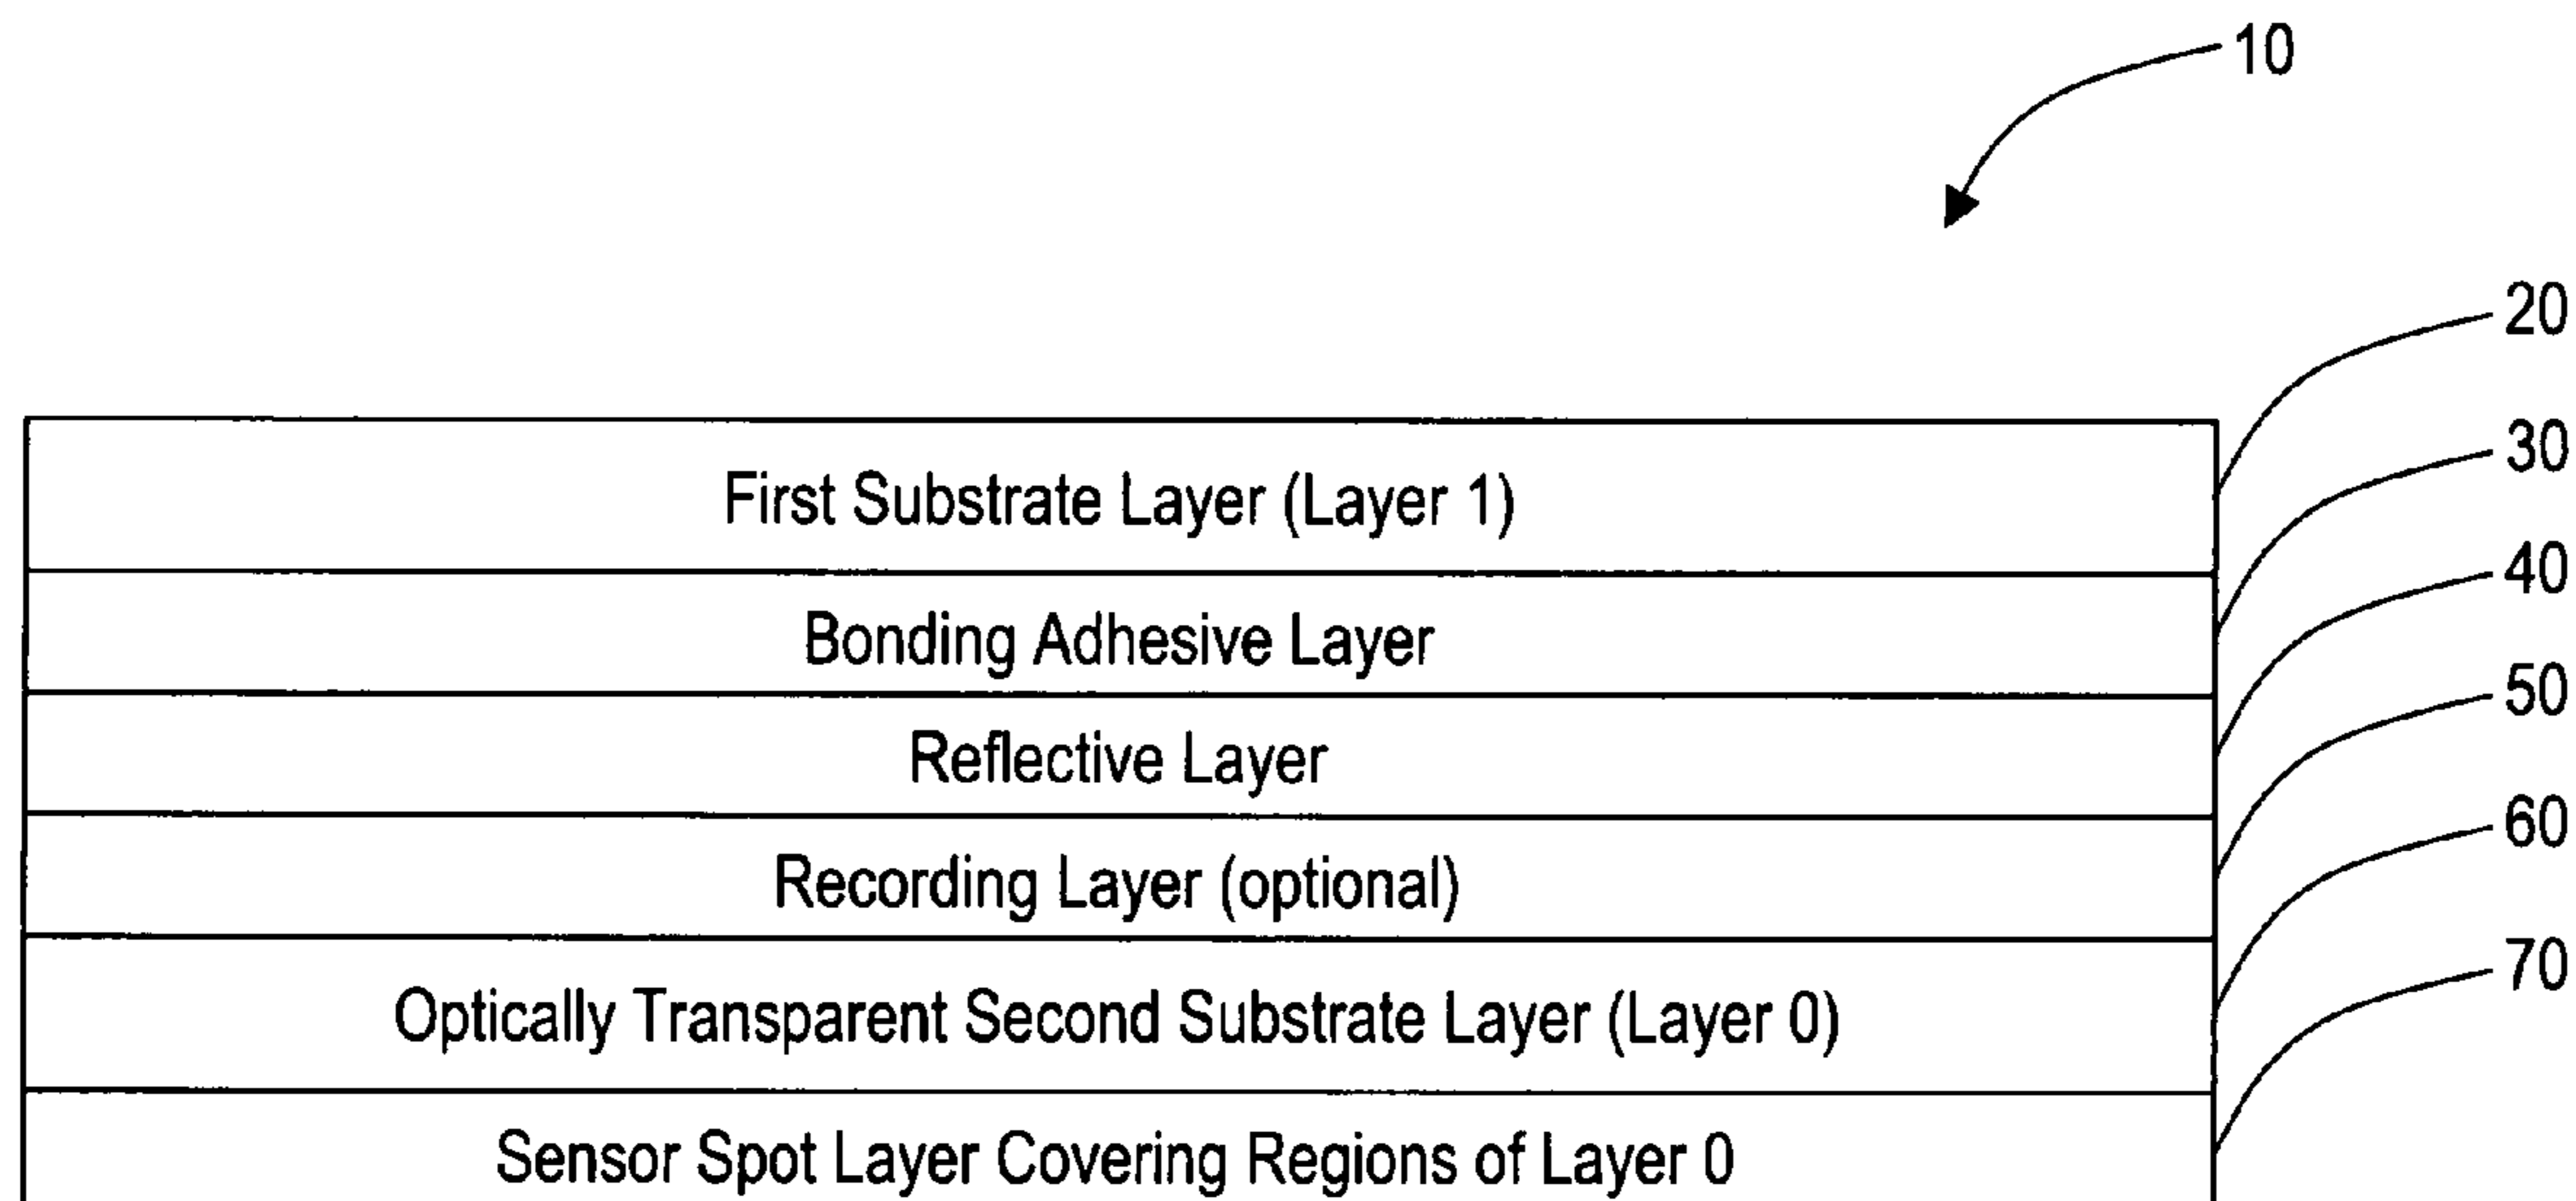 10
20
First Substrate Layer (Layer 1)
30
Bonding Adhesive Layer
40
Reflective Layer
50
Recording Layer (optional)
60
Optically Transparent Second Substrate Layer (Layer 0)
70
Sensor Spot Layer Covering Regions of Layer 0